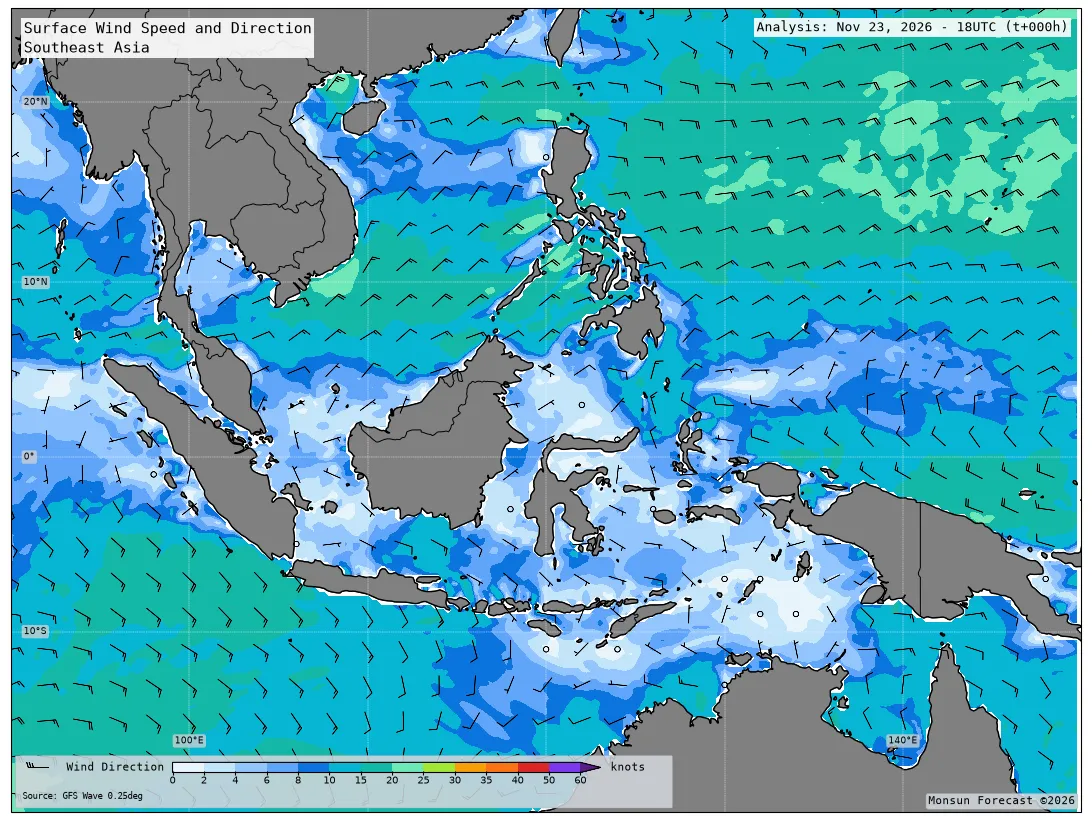 Surface Wind Speed and Direction
Southeast Asia
Analysis: Nov 23, 2026 - 18UTC (t+000h)
20°N
10°N
0°
10°S
100°E
140°E
Wind Direction
knots
0 2 4 6 8 10 15 20 25 30 35 40 50 60
Source: GFS Wave 0.25deg
Monsun Forecast ©2026